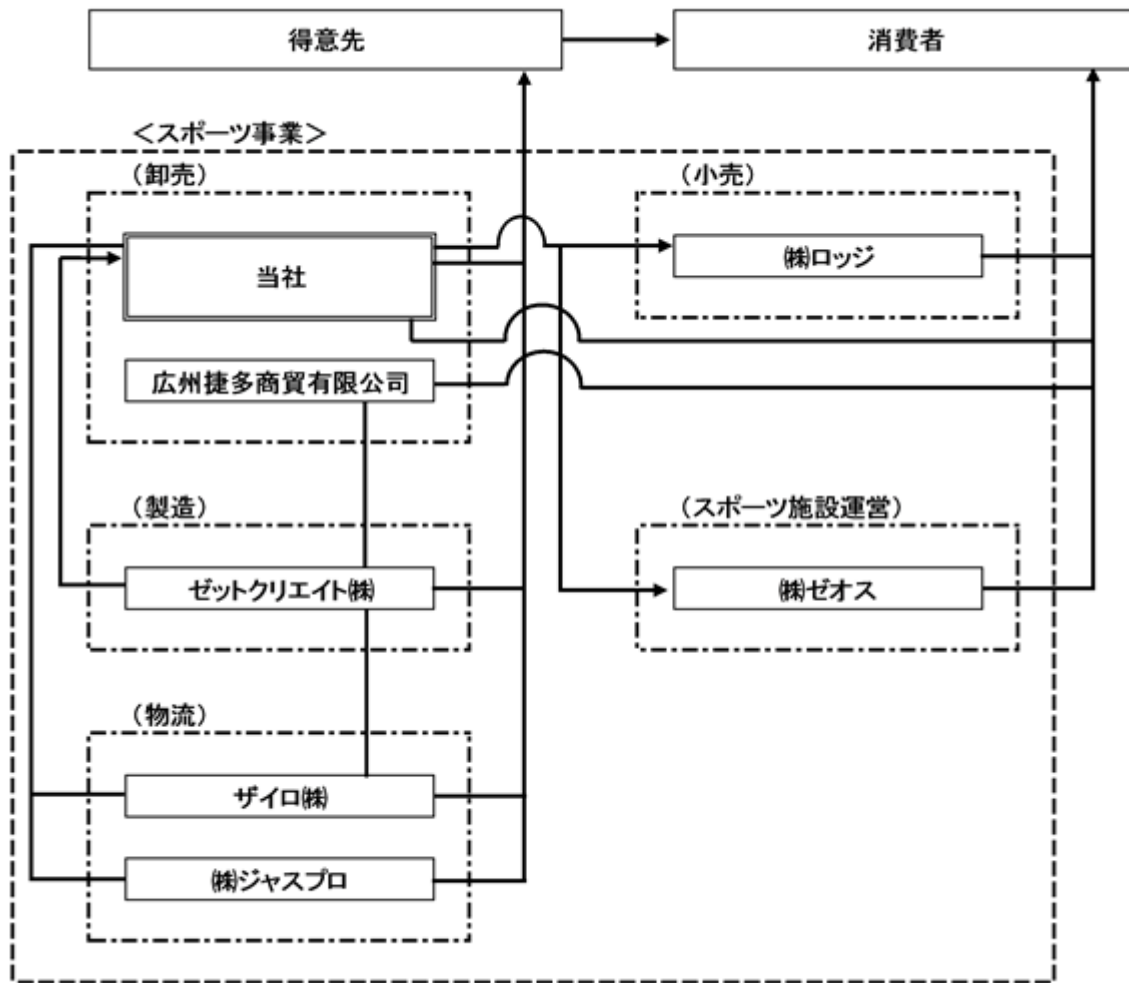 得意先
消費者
＜スポーツ事業＞
（卸売）
（小売）
当社
㈱ロッジ
広州捷多商貿有限公司
（製造）
（スポーツ施設運営）
ゼットクリエイト㈱
㈱ゼオス
（物流）
ザイロ㈱
㈱ジャスプロ